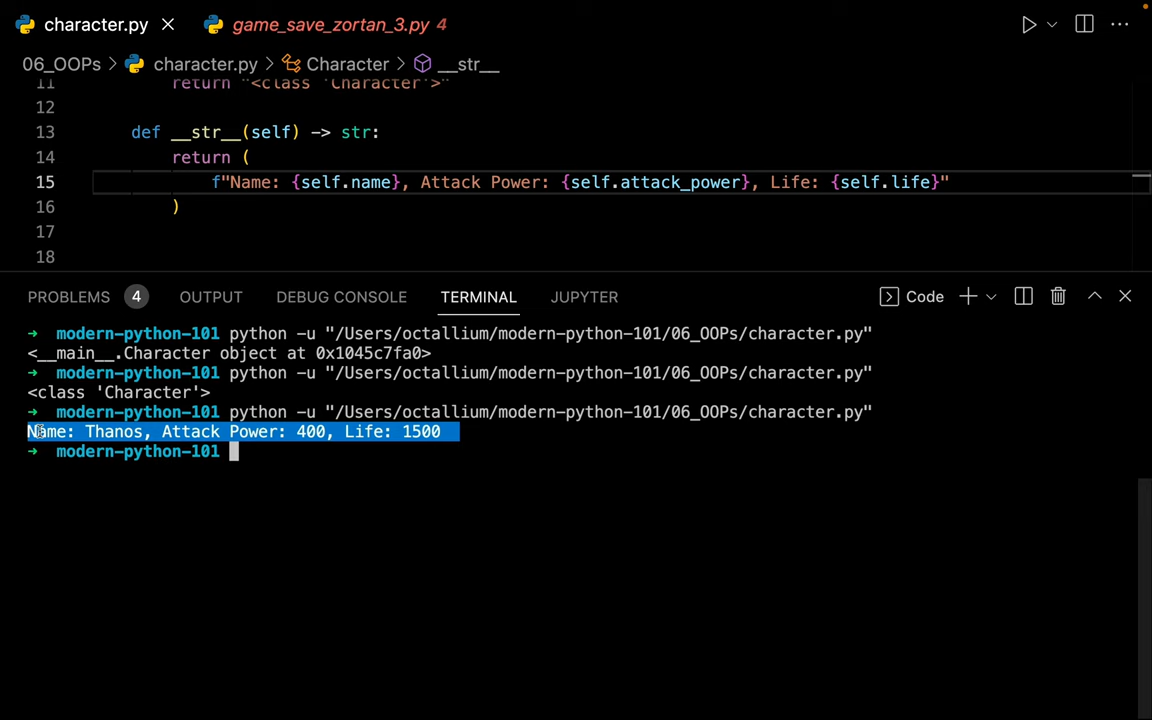 character.py
game_save_zortan_3.py 4
06_OOPs > character.py > Character > __str__
11 return "<class 'Character'>"
12
13 def __str__(self) -> str:
14 return (
15 f"Name: {self.name}, Attack Power: {self.attack_power}, Life: {self.life}"
16 )
17
18
PROBLEMS 4 OUTPUT DEBUG CONSOLE TERMINAL JUPYTER Code
→ modern-python-101 python -u "/Users/octallium/modern-python-101/06_OOPs/character.py"
<__main__.Character object at 0x1045c7fa0>
→ modern-python-101 python -u "/Users/octallium/modern-python-101/06_OOPs/character.py"
<class 'Character'>
→ modern-python-101 python -u "/Users/octallium/modern-python-101/06_OOPs/character.py"
Name: Thanos, Attack Power: 400, Life: 1500
→ modern-python-101